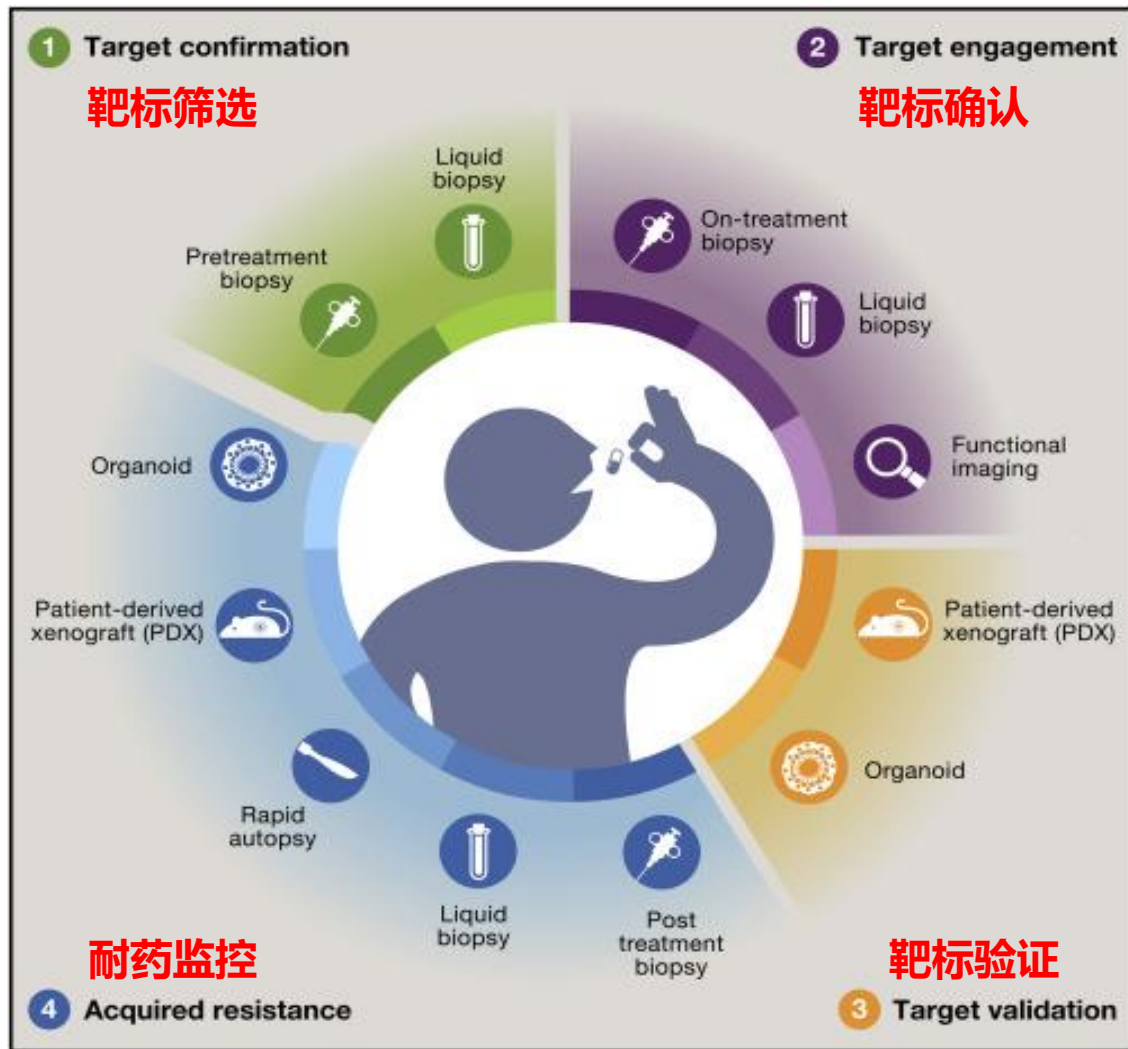 1 Target confirmation
靶标筛选
Liquid
biopsy
Pretreatment
biopsy
2 Target engagement
靶标确认
On-treatment
biopsy
Liquid
biopsy
Functional
imaging
Patient-derived
xenograft (PDX)
Organoid
靶标验证
3 Target validation
Organoid
Patient-derived
xenograft (PDX)
Rapid
autopsy
Liquid
biopsy
Post
treatment
biopsy
耐药监控
4 Acquired resistance